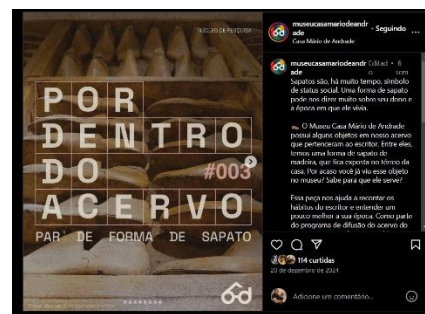 NÚCLEO DE PESQUISA
POR
DENTRO
DO #003
ACERVO
PAR DE FORMA DE SAPATO
museucasamariodeandr
ade
• Seguindo
Casa Mário de Andrade
museucasamariodeandr
ade
Editad • 6
o sem
Sapatos são, há muito tempo, símbolo
de status social. Uma forma de sapato
pode nos dizer muito sobre seu dono e
a época em que ele vivia.
O Museu Casa Mário de Andrade
possui alguns objetos em nosso acervo
que pertenceram ao escritor. Entre eles,
temos uma forma de sapato de
madeira, que fica exposta no térreo da
casa. Por acaso você já viu esse objeto
no museu? Sabe para que ele serve?
Essa peça nos ajuda a recontar os
hábitos do escritor e entender um
pouco melhor a sua época. Como parte
do programa de difusão do acervo do
114 curtidas
23 de dezembro de 2024
Adicione um comentário...